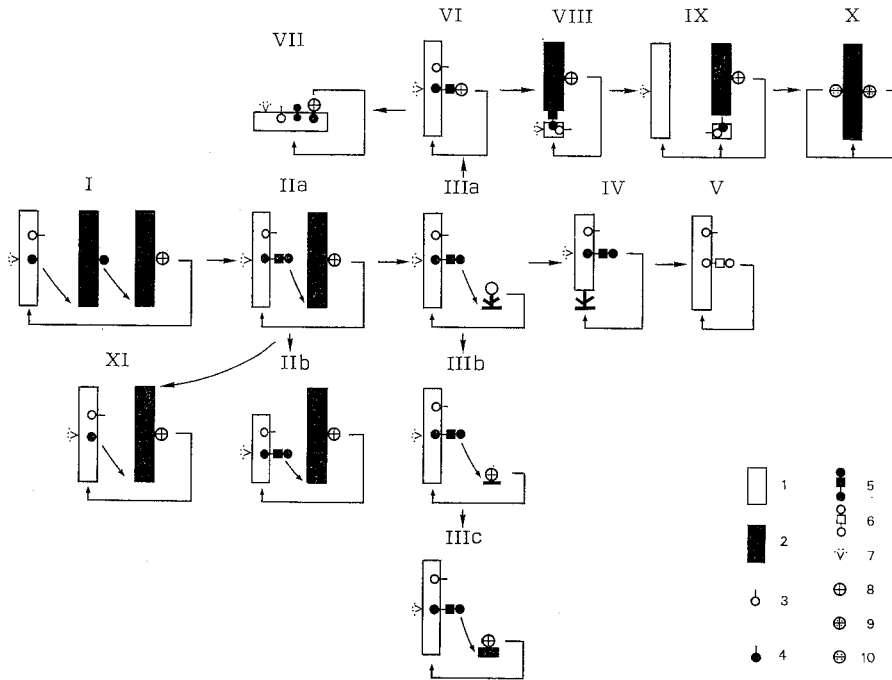 VI VIII IX X
VII
I IIa IIIa IV V
XI IIb IIIb
IIIc
1 5
6
2 7
3 8
9
4 10